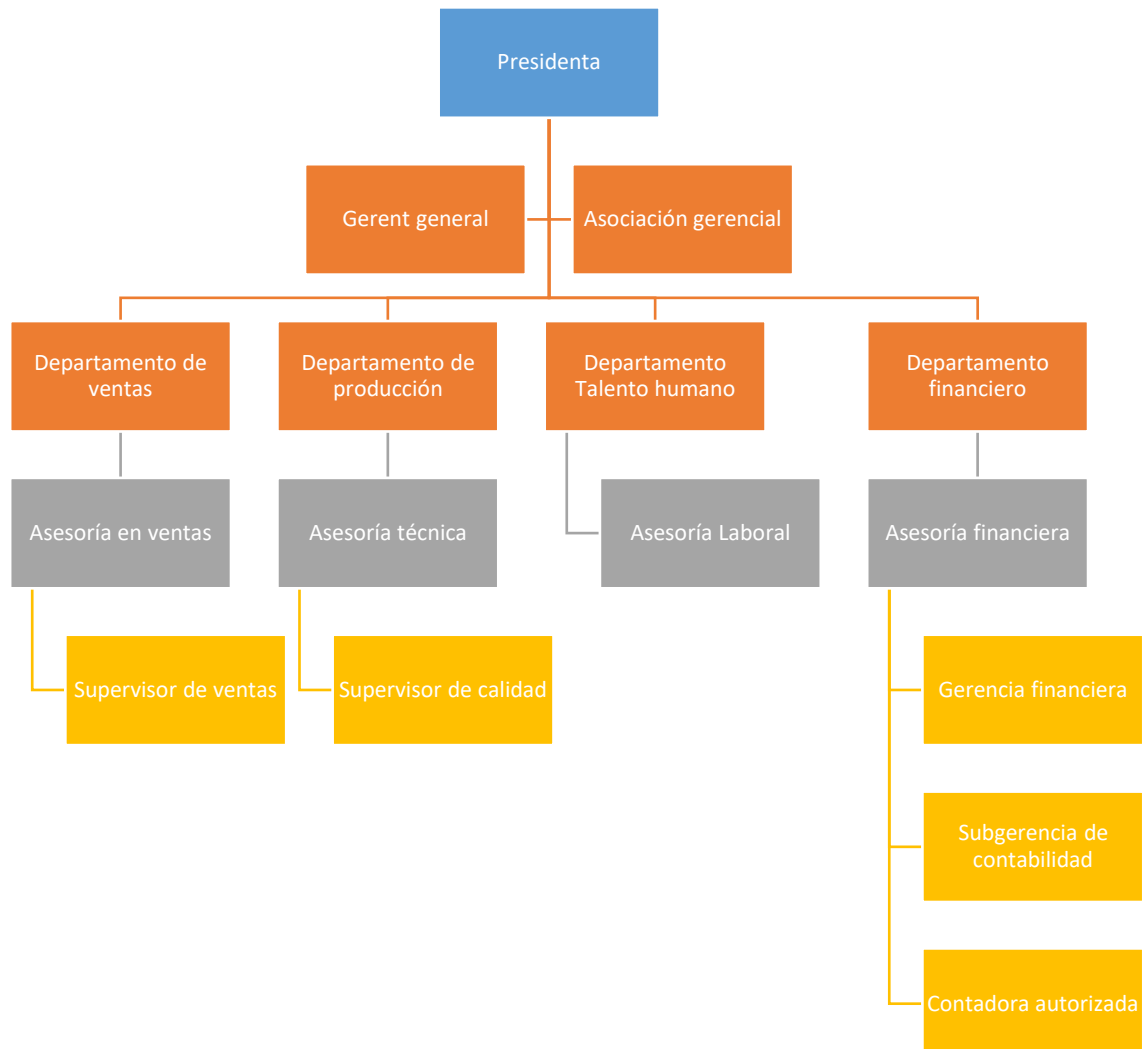 Presidenta
Gerent general
Asociación gerencial
Departamento de
ventas
Departamento de
producción
Departamento
Talento humano
Departamento
financiero
Asesoría en ventas
Asesoría técnica
Asesoría Laboral
Asesoría financiera
Supervisor de ventas
Supervisor de calidad
Gerencia financiera
Subgerencia de
contabilidad
Contadora autorizada